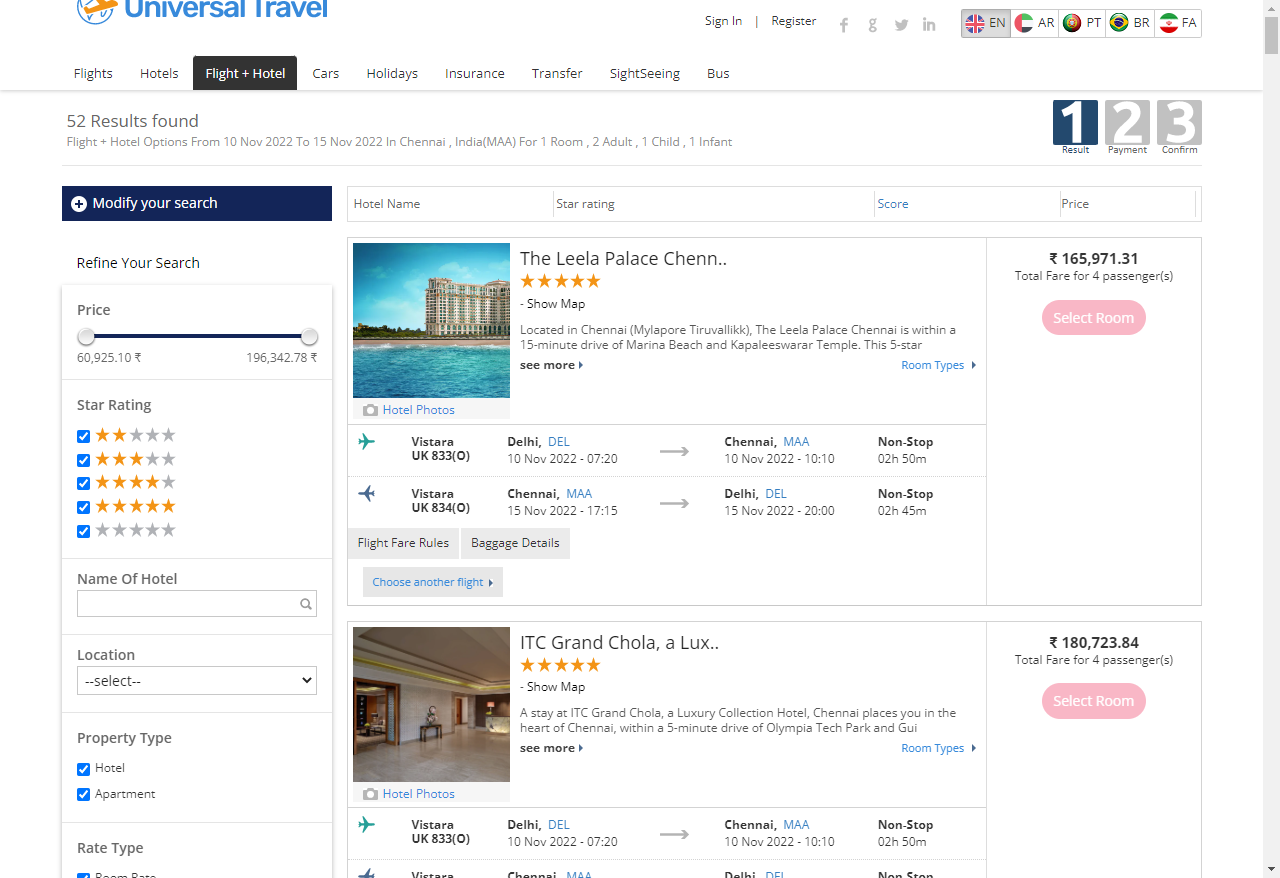 Universal Travel
Sign In | Register
EN AR PT BR FA
Flights Hotels Flight + Hotel Cars Holidays Insurance Transfer SightSeeing Bus
52 Results found
Flight + Hotel Options From 10 Nov 2022 To 15 Nov 2022 In Chennai , India(MAA) For 1 Room , 2 Adult , 1 Child , 1 Infant
1 2 3
Result Payment Confirm
Modify your search
Refine Your Search
Price
60,925.10 ₹ 196,342.78 ₹
Star Rating
Name Of Hotel
Location
--select--
Property Type
Hotel
Apartment
Rate Type
Room Rate
Hotel Name Star rating Score Price
The Leela Palace Chenn..
- Show Map
Located in Chennai (Mylapore Tiruvallikk), The Leela Palace Chennai is within a
15-minute drive of Marina Beach and Kapaleeswarar Temple. This 5-star
see more Room Types
Hotel Photos
₹ 165,971.31
Total Fare for 4 passenger(s)
Select Room
Vistara Delhi, DEL Chennai, MAA Non-Stop
UK 833(O) 10 Nov 2022 - 07:20 10 Nov 2022 - 10:10 02h 50m
Vistara Chennai, MAA Delhi, DEL Non-Stop
UK 834(O) 15 Nov 2022 - 17:15 15 Nov 2022 - 20:00 02h 45m
Flight Fare Rules Baggage Details
Choose another flight
ITC Grand Chola, a Lux..
- Show Map
A stay at ITC Grand Chola, a Luxury Collection Hotel, Chennai places you in the
heart of Chennai, within a 5-minute drive of Olympia Tech Park and Gui
see more Room Types
Hotel Photos
₹ 180,723.84
Total Fare for 4 passenger(s)
Select Room
Vistara Delhi, DEL Chennai, MAA Non-Stop
UK 833(O) 10 Nov 2022 - 07:20 10 Nov 2022 - 10:10 02h 50m
Vistara Chennai, MAA Delhi, DEL Non-Stop